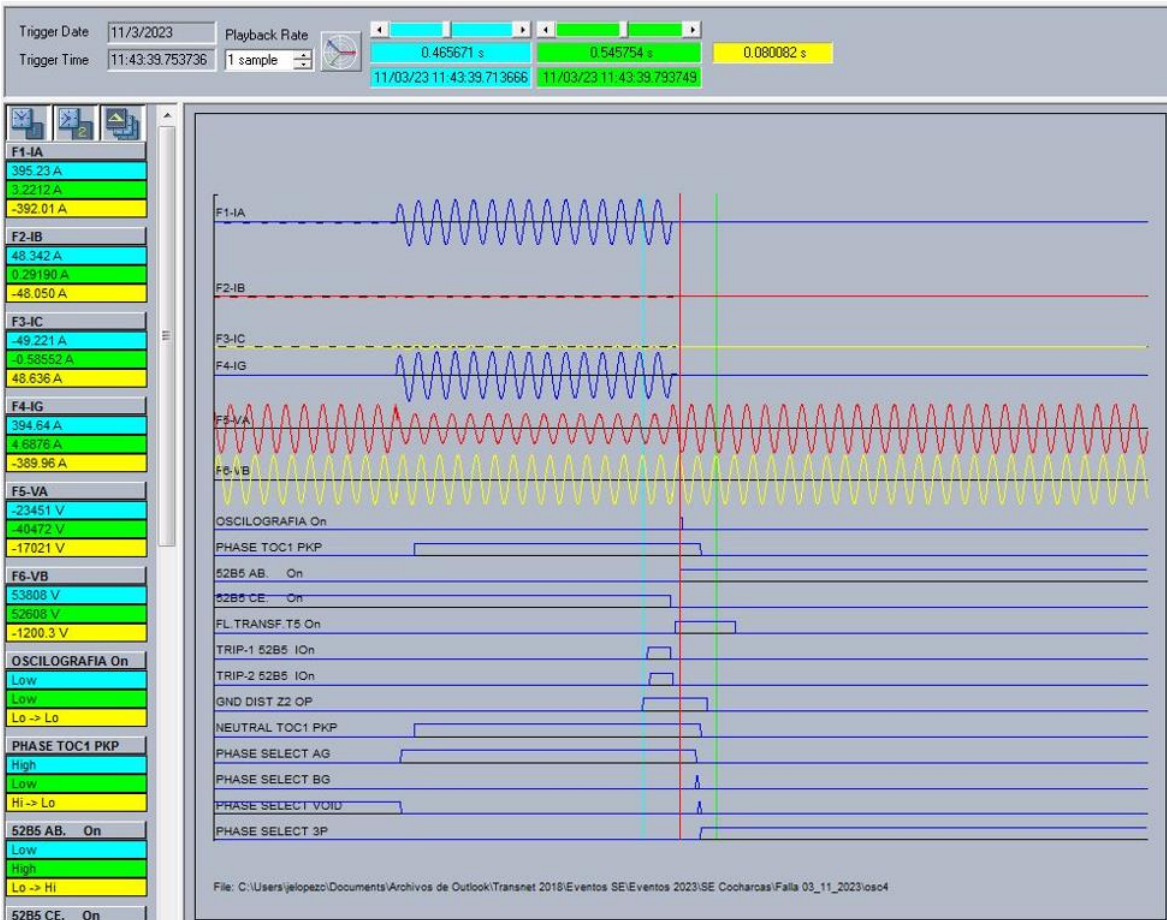 Trigger Date 11/3/2023 Playback Rate
Trigger Time 11:43:39.753736 1 sample
0.465671 s 0.545754 s 0.080082 s
11/03/23 11:43:39.713666 11/03/23 11:43:39.793749
F1-IA
395.23 A
3.2212 A
-392.01 A
F2-IB
48.342 A
0.29190 A
-48.050 A
F3-IC
-49.221 A
-0.58552 A
48.636 A
F4-IG
394.64 A
4.6876 A
-389.96 A
F5-VA
-23451 V
-40472 V
-17021 V
F6-VB
53808 V
52608 V
-1200.3 V
OSCILOGRAFIA On
Low
Low
Lo -> Lo
PHASE TOC1 PKP
High
Low
Hi -> Lo
52B5 AB. On
Low
High
Lo -> Hi
52B5 CE. On
F1-IA
F2-IB
F3-IC
F4-IG
F5-VA
F6-VB
OSCILOGRAFIA On
PHASE TOC1 PKP
52B5 AB. On
52B5 CE. On
FL.TRANSF.T5 On
TRIP-1 52B5 IOn
TRIP-2 52B5 IOn
GND DIST Z2 OP
NEUTRAL TOC1 PKP
PHASE SELECT AG
PHASE SELECT BG
PHASE SELECT VOID
PHASE SELECT 3P
File: C:\Users\jelopezc\Documents\Archivos de Outlook\Transnet 2018\Eventos SE\Eventos 2023\SE Cocharcas\Falla 03_11_2023\osc4